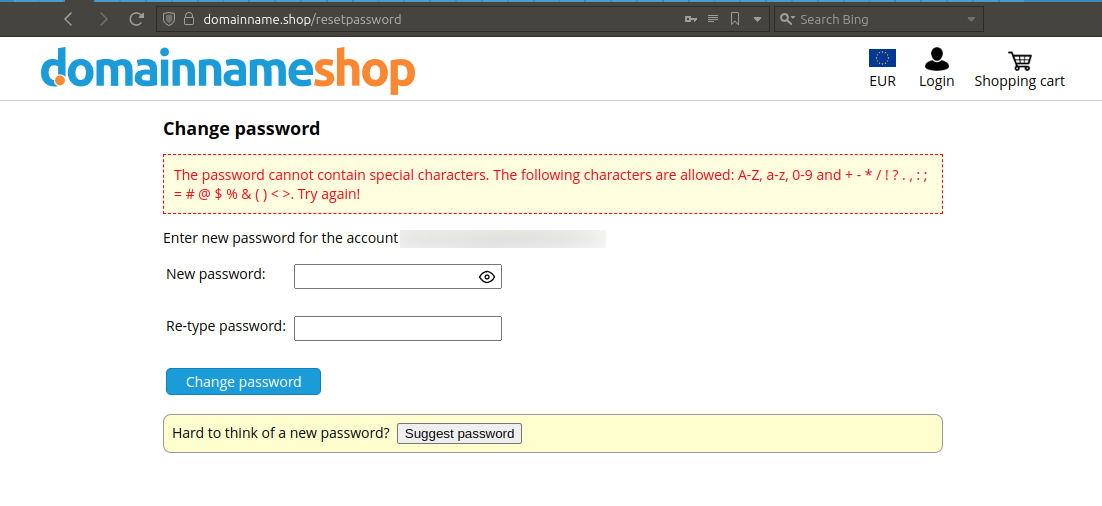 domainname.shop/resetpassword
Search Bing
domainnameshop
EUR
Login
Shopping cart
Change password
The password cannot contain special characters. The following characters are allowed: A-Z, a-z, 0-9 and + - * / ! ? . , : ;
= # @ $ % & ( ) < >. Try again!
Enter new password for the account
New password:
Re-type password:
Change password
Hard to think of a new password? Suggest password